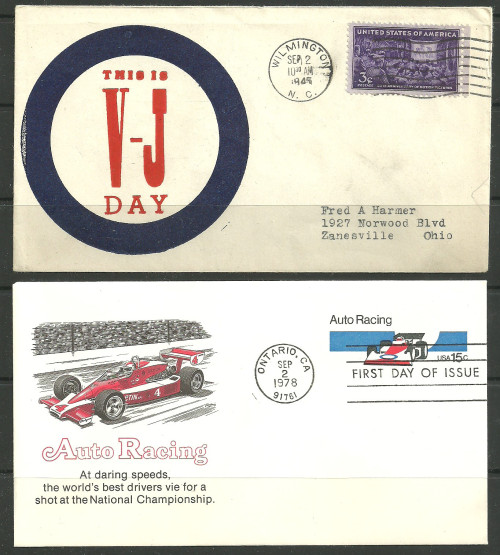 THIS IS
V-J
DAY
WILMINGTON
SEP 2
10 30 AM
1945
N. C.
UNITED STATES OF AMERICA
3¢
Fred A Harmer
1927 Norwood Blvd
Zanesville Ohio
Auto Racing
USA 15c
ONTARIO, CA
SEP
2
1978
91761
FIRST DAY OF ISSUE
4
Auto Racing
At daring speeds,
the world's best drivers vie for a
shot at the National Championship.